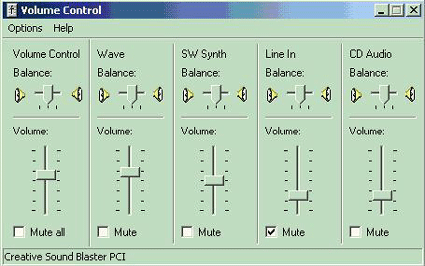 Volume Control
Options Help
Volume Control Wave SW Synth Line In CD Audio
Balance: Balance: Balance: Balance: Balance:
Volume: Volume: Volume: Volume: Volume:
Mute all Mute Mute Mute Mute
Creative Sound Blaster PCI